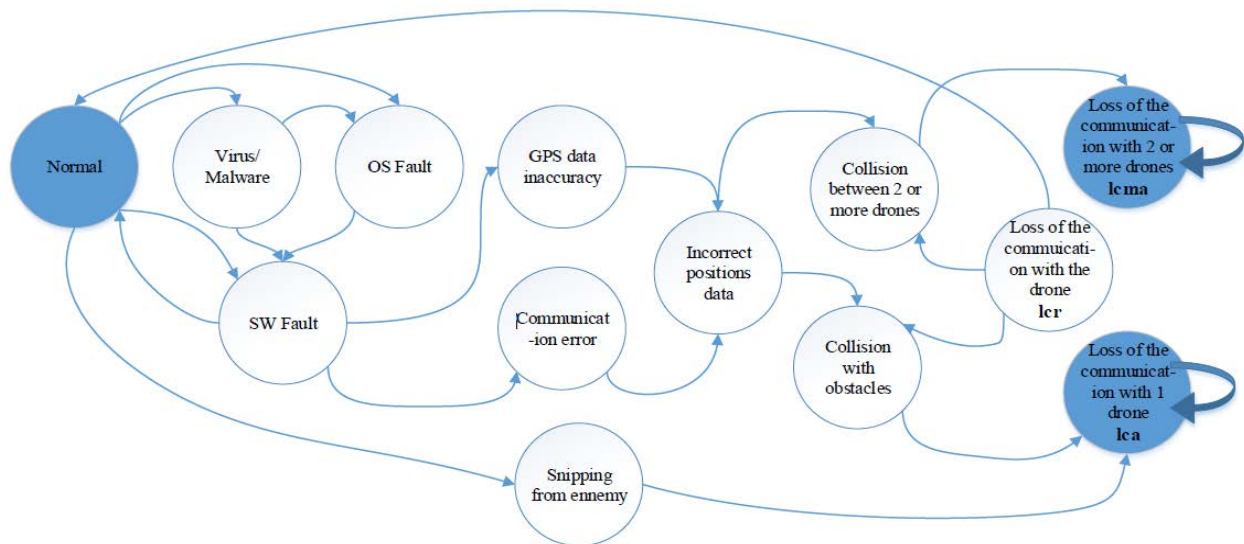 Normal
Virus/
Malware
OS Fault
GPS data
inaccuracy
Collision
between 2 or
more drones
Loss of the
communicat-
ion with 2 or
more drones
lcma
SW Fault
Communicat
-ion error
Incorrect
positions
data
Loss of the
commuicati-
on with the
drone
lcr
Collision
with
obstacles
Loss of the
communicat-
ion with 1
drone
lca
Snipping
from ennemy